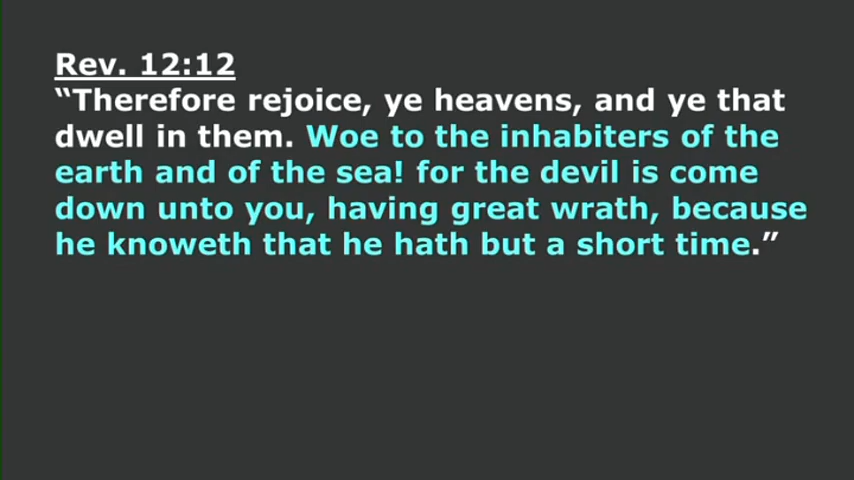 Rev. 12:12
“Therefore rejoice, ye heavens, and ye that
dwell in them. Woe to the inhabiters of the
earth and of the sea! for the devil is come
down unto you, having great wrath, because
he knoweth that he hath but a short time.”